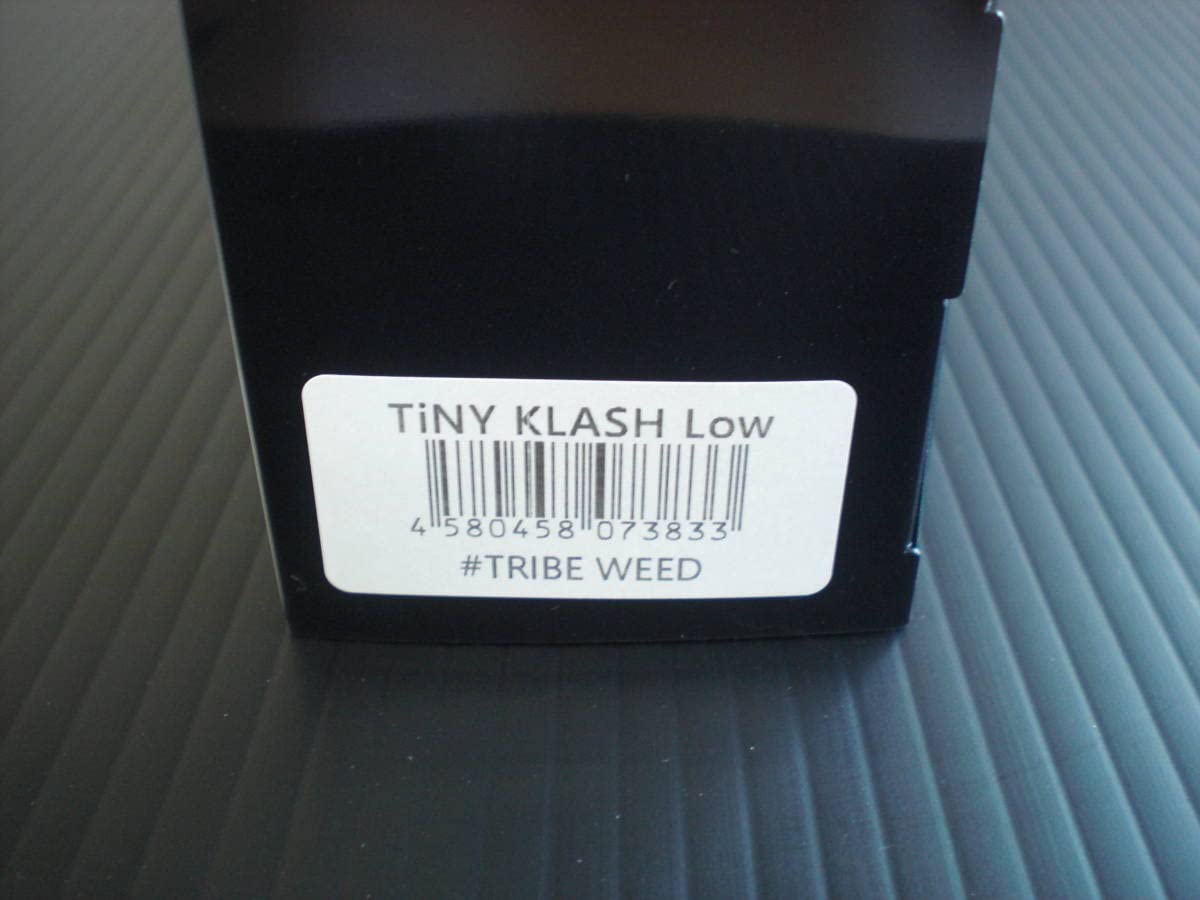 TiNY KLASH Low
4 580458 073833
#TRIBE WEED